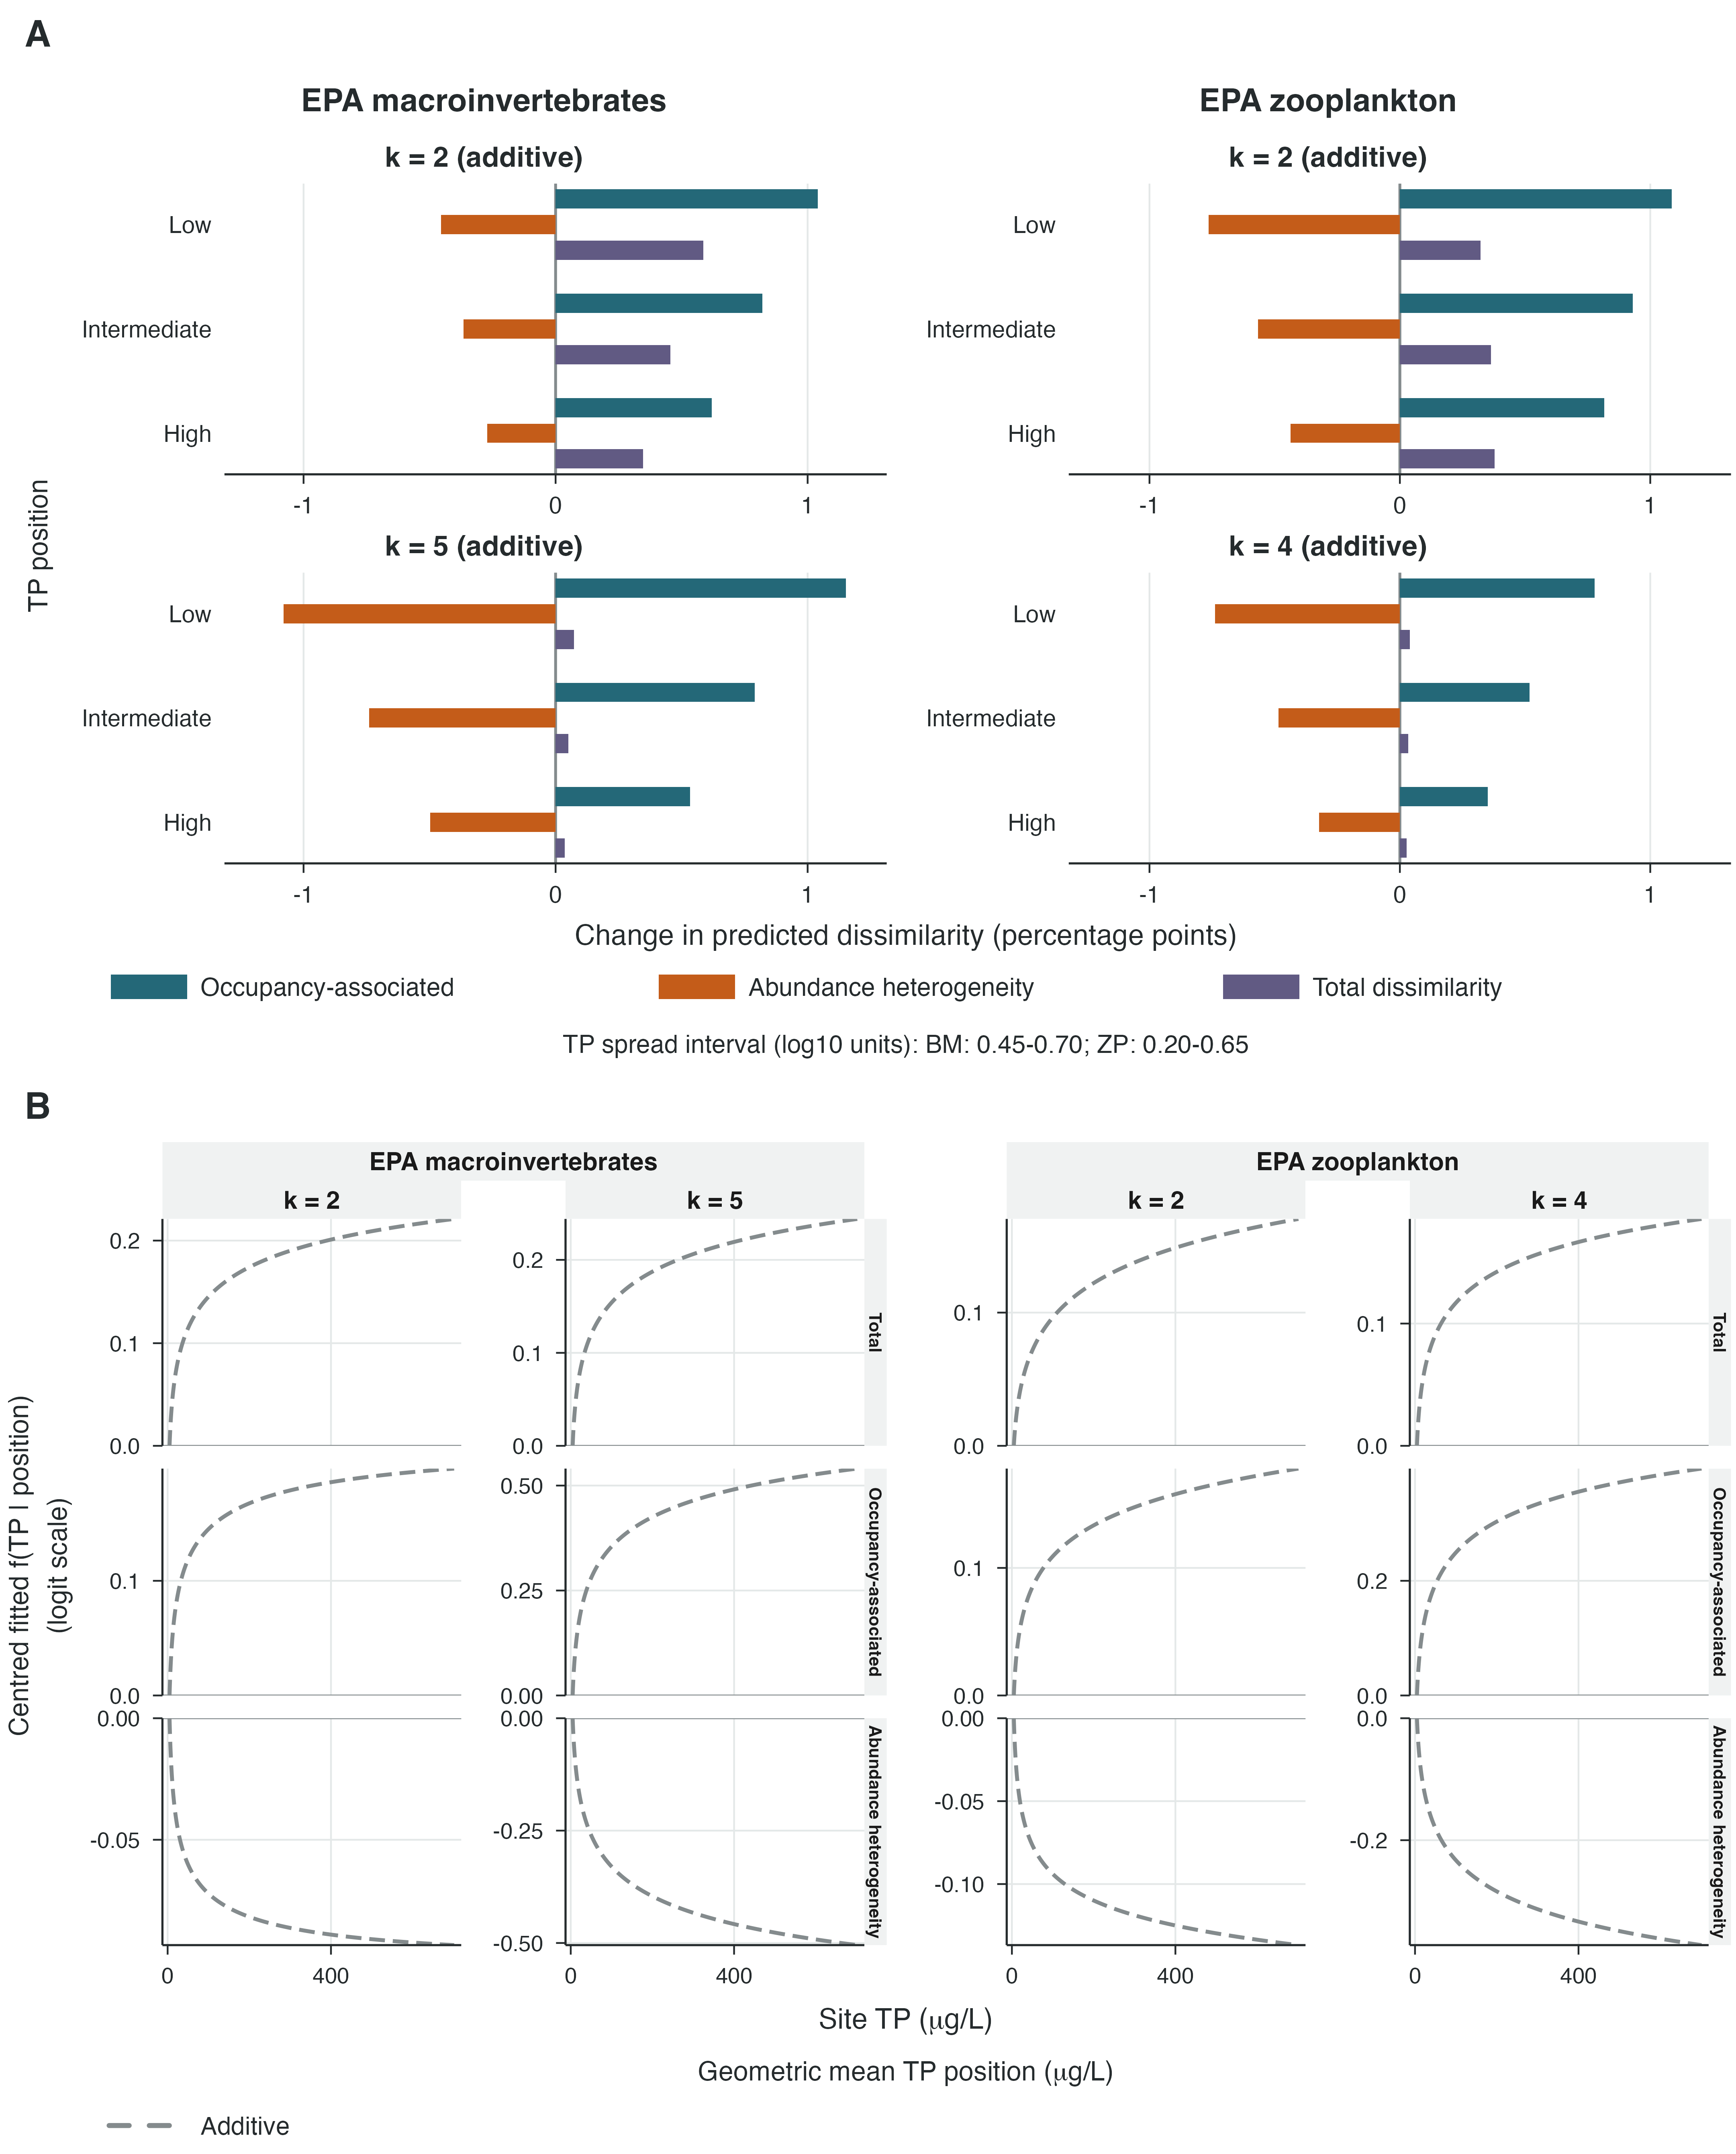 A
EPA macroinvertebrates
EPA zooplankton
k = 2 (additive)
k = 2 (additive)
Low
Intermediate
High
-1
0
1
Low
Intermediate
High
-1
0
1
TP position
k = 5 (additive)
k = 4 (additive)
Low
Intermediate
High
-1
0
1
Low
Intermediate
High
-1
0
1
Change in predicted dissimilarity (percentage points)
Occupancy-associated
Abundance heterogeneity
Total dissimilarity
TP spread interval (log10 units): BM: 0.45-0.70; ZP: 0.20-0.65
B
EPA macroinvertebrates
EPA zooplankton
k = 2
k = 5
k = 2
k = 4
Centred fitted f(TP | position)
(logit scale)
0.2
0.1
0.0
0.2
0.1
0.0
Total
0.1
0.0
0.1
0.0
Total
0.1
0.0
0.50
0.25
0.00
Occupancy-associated
0.1
0.0
0.2
0.0
Occupancy-associated
0.00
-0.05
0.00
-0.25
-0.50
Abundance heterogeneity
0.00
-0.05
-0.10
0.0
-0.2
Abundance heterogeneity
0
400
0
400
0
400
0
400
Site TP (μg/L)
Geometric mean TP position (μg/L)
Additive